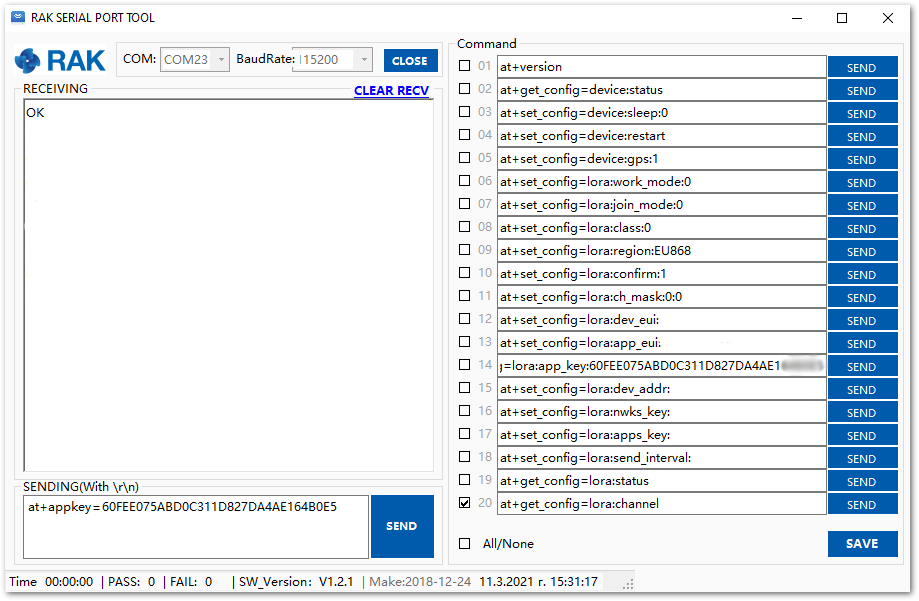 RAK SERIAL PORT TOOL
RAK
COM: COM23 BaudRate: 115200 CLOSE
RECEIVING CLEAR RECV
OK
SENDING(With \r\n)
at+appkey=60FEE075ABD0C311D827DA4AE164B0E5
SEND
Command
01 at+version SEND
02 at+get_config=device:status SEND
03 at+set_config=device:sleep:0 SEND
04 at+set_config=device:restart SEND
05 at+set_config=device:gps:1 SEND
06 at+set_config=lora:work_mode:0 SEND
07 at+set_config=lora:join_mode:0 SEND
08 at+set_config=lora:class:0 SEND
09 at+set_config=lora:region:EU868 SEND
10 at+set_config=lora:confirm:1 SEND
11 at+set_config=lora:ch_mask:0:0 SEND
12 at+set_config=lora:dev_eui: SEND
13 at+set_config=lora:app_eui: SEND
14 g=lora:app_key:60FEE075ABD0C311D827DA4AE1 SEND
15 at+set_config=lora:dev_addr: SEND
16 at+set_config=lora:nwks_key: SEND
17 at+set_config=lora:apps_key: SEND
18 at+set_config=lora:send_interval: SEND
19 at+get_config=lora:status SEND
20 at+get_config=lora:channel SEND
All/None SAVE
Time 00:00:00 | PASS: 0 | FAIL: 0 | SW_Version: V1.2.1 | Make:2018-12-24 11.3.2021 г. 15:31:17